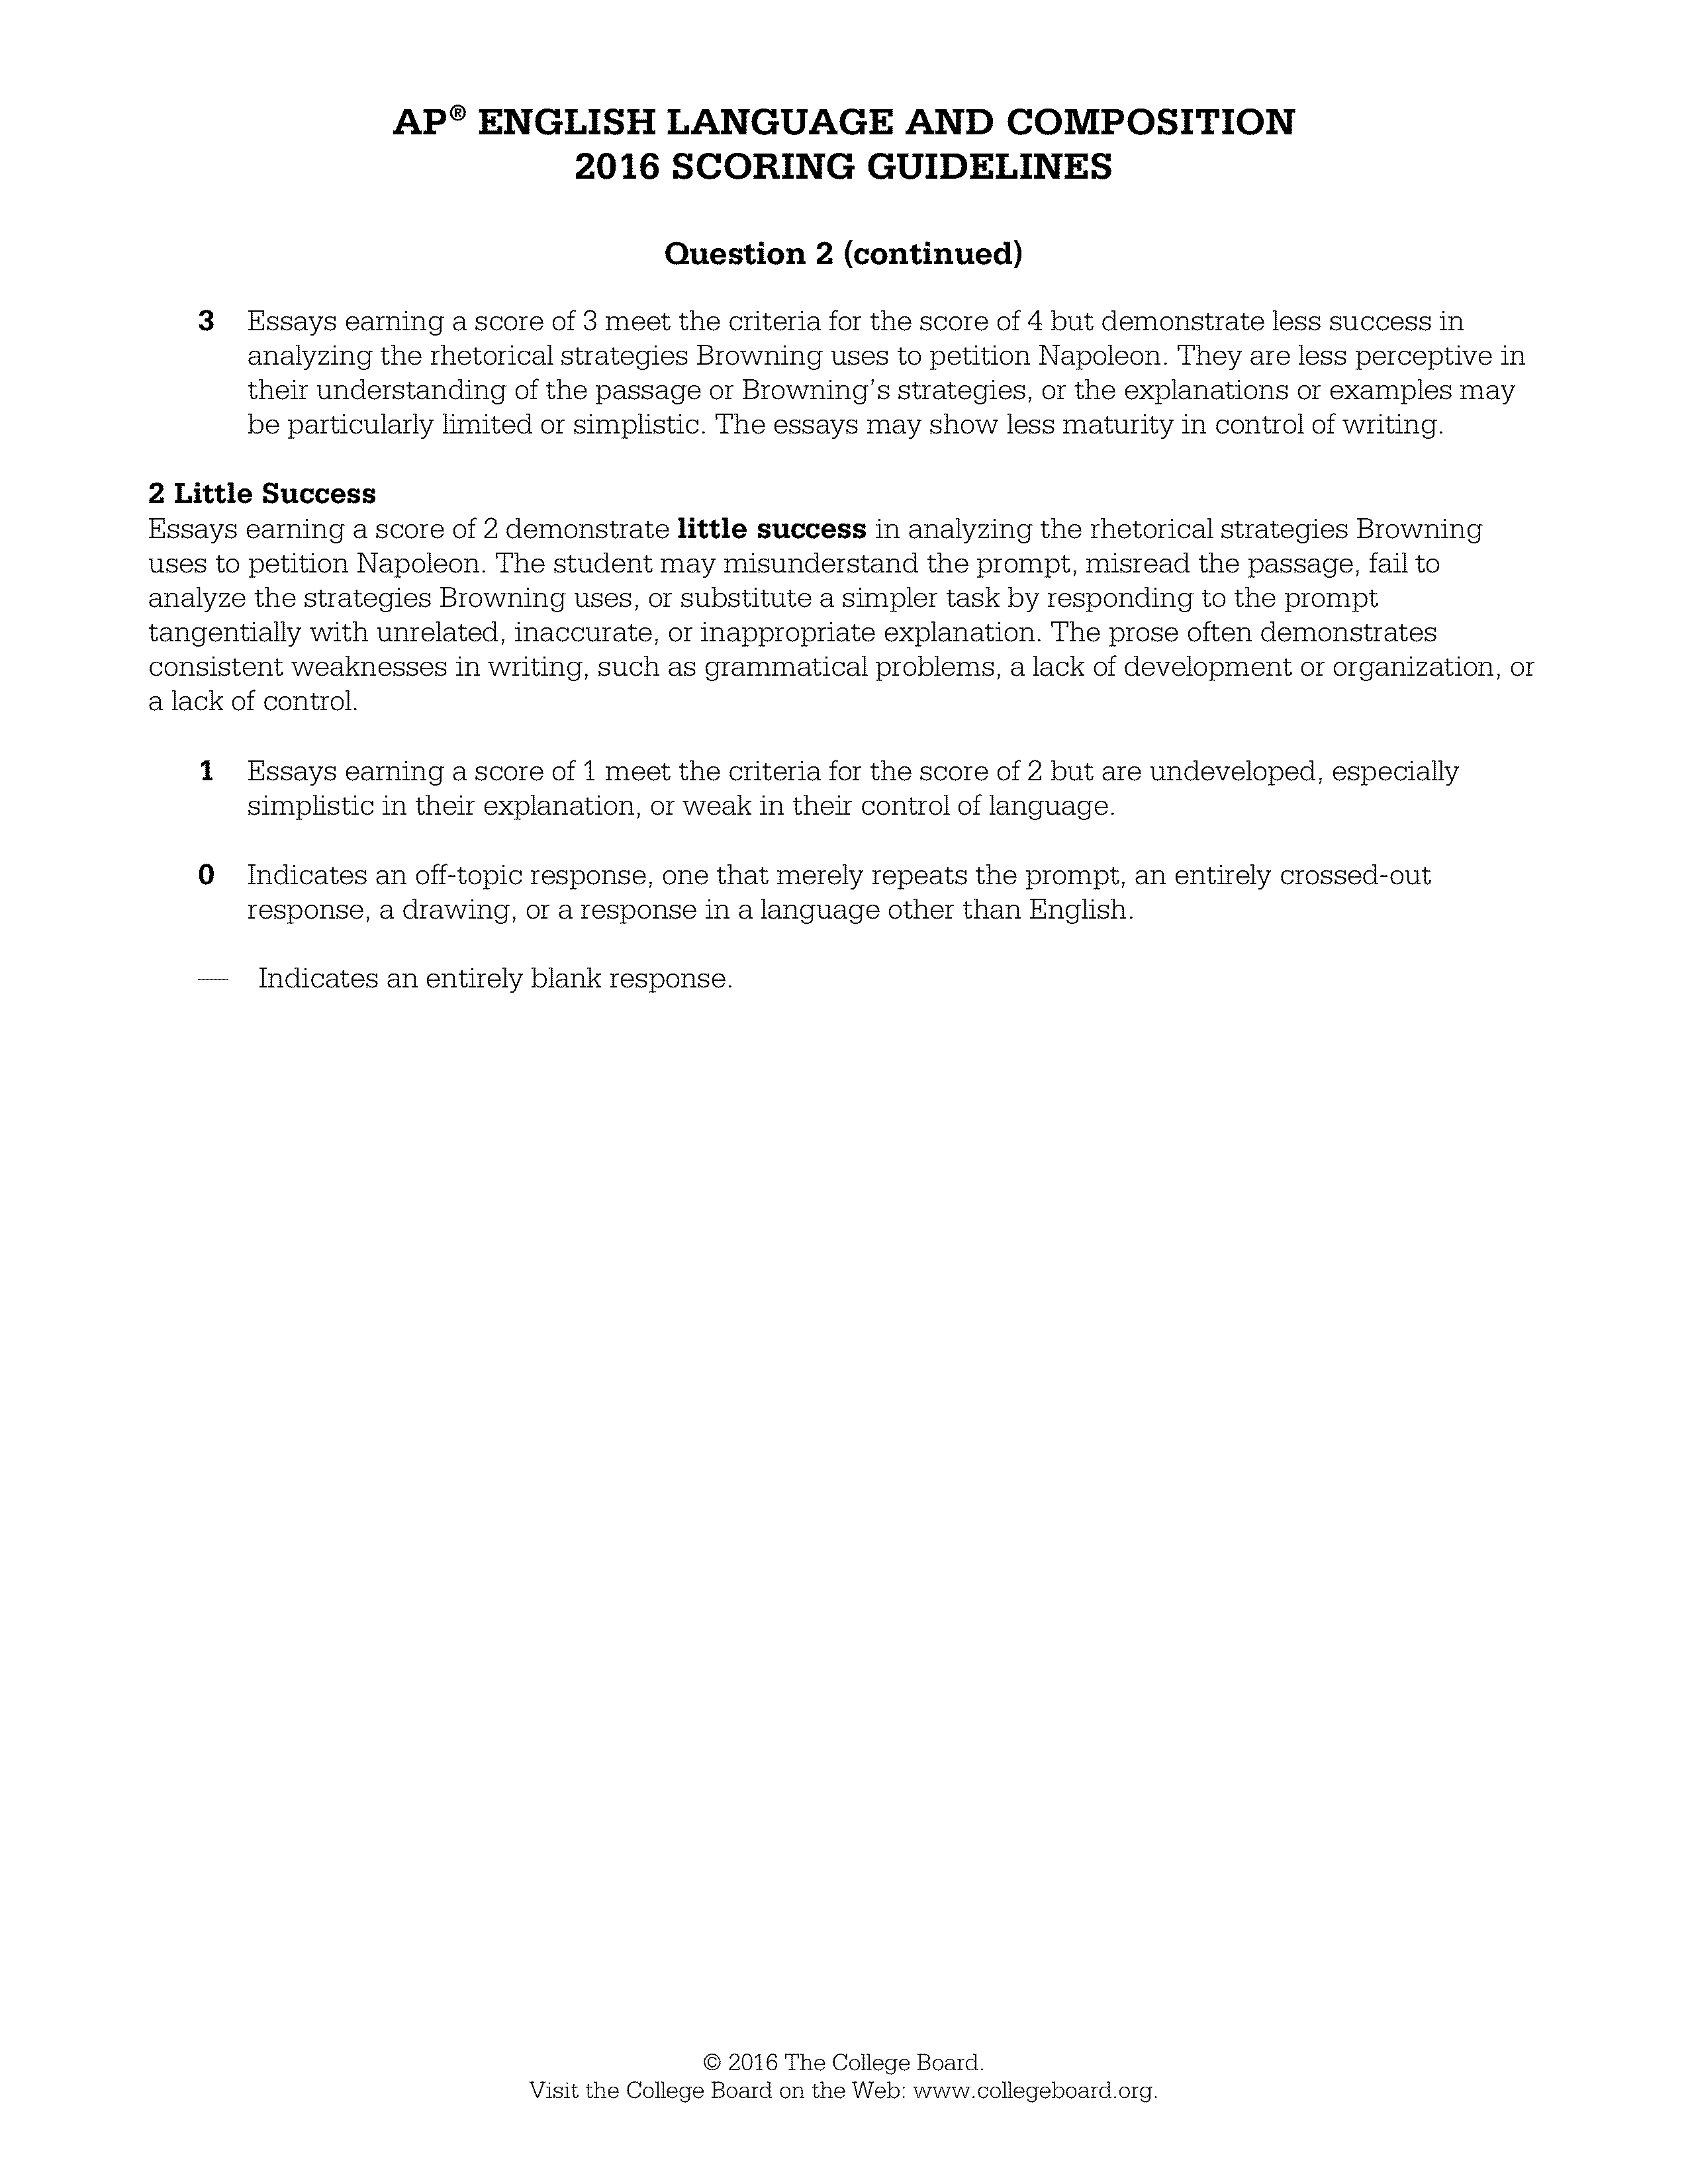 AP® ENGLISH LANGUAGE AND COMPOSITION
2016 SCORING GUIDELINES
Question 2 (continued)
3 Essays earning a score of 3 meet the criteria for the score of 4 but demonstrate less success in
analyzing the rhetorical strategies Browning uses to petition Napoleon. They are less perceptive in
their understanding of the passage or Browning’s strategies, or the explanations or examples may
be particularly limited or simplistic. The essays may show less maturity in control of writing.
2 Little Success
Essays earning a score of 2 demonstrate little success in analyzing the rhetorical strategies Browning
uses to petition Napoleon. The student may misunderstand the prompt, misread the passage, fail to
analyze the strategies Browning uses, or substitute a simpler task by responding to the prompt
tangentially with unrelated, inaccurate, or inappropriate explanation. The prose often demonstrates
consistent weaknesses in writing, such as grammatical problems, a lack of development or organization, or
a lack of control.
1 Essays earning a score of 1 meet the criteria for the score of 2 but are undeveloped, especially
simplistic in their explanation, or weak in their control of language.
0 Indicates an off-topic response, one that merely repeats the prompt, an entirely crossed-out
response, a drawing, or a response in a language other than English.
— Indicates an entirely blank response.
© 2016 The College Board.
Visit the College Board on the Web: www.collegeboard.org.